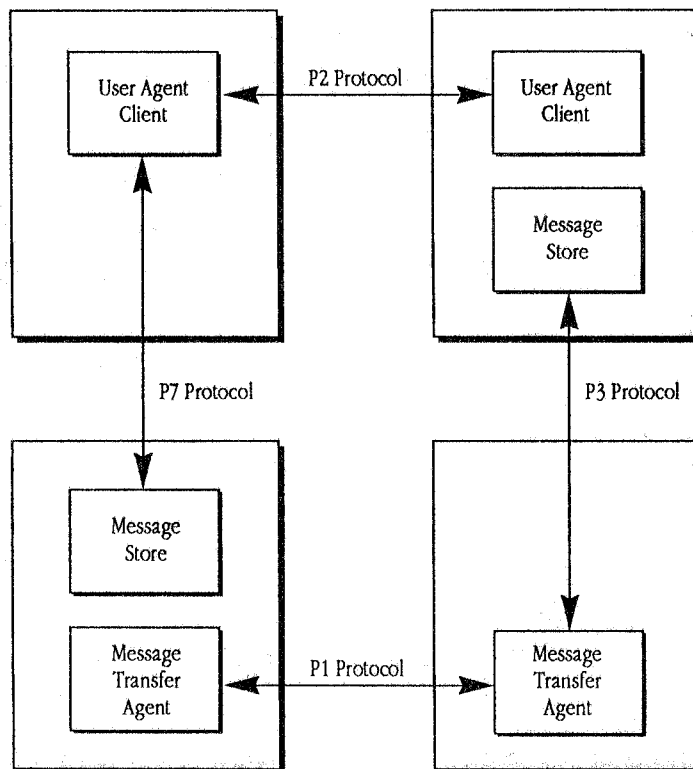 User Agent
Client
P2 Protocol
User Agent
Client
Message
Store
P7 Protocol
P3 Protocol
Message
Store
Message
Transfer
Agent
P1 Protocol
Message
Transfer
Agent